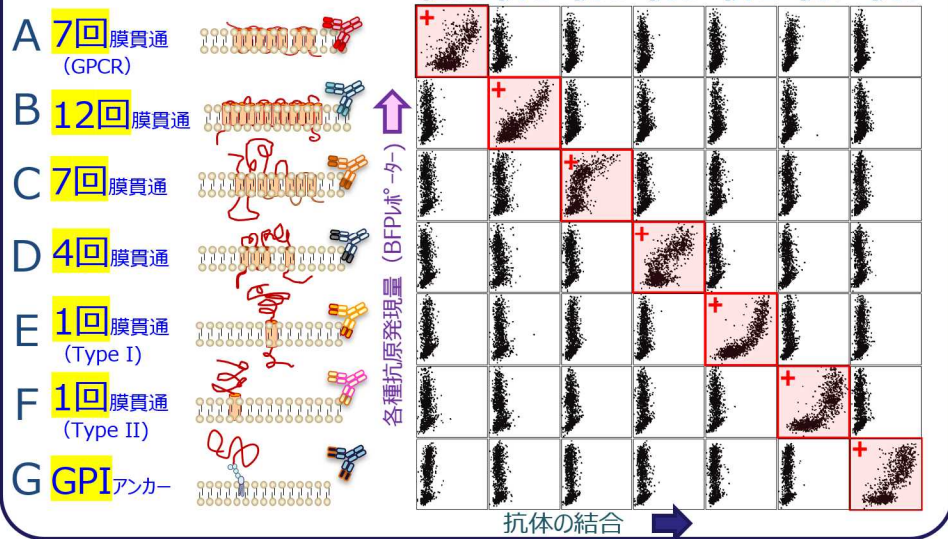 A 7回膜貫通
(GPCR)
B 12回膜貫通
C 7回膜貫通
D 4回膜貫通
E 1回膜貫通
(Type I)
F 1回膜貫通
(Type II)
G GPIアンカー
各種抗原発現量 (BFPレポーター)
+
+
+
+
+
+
+
抗体の結合